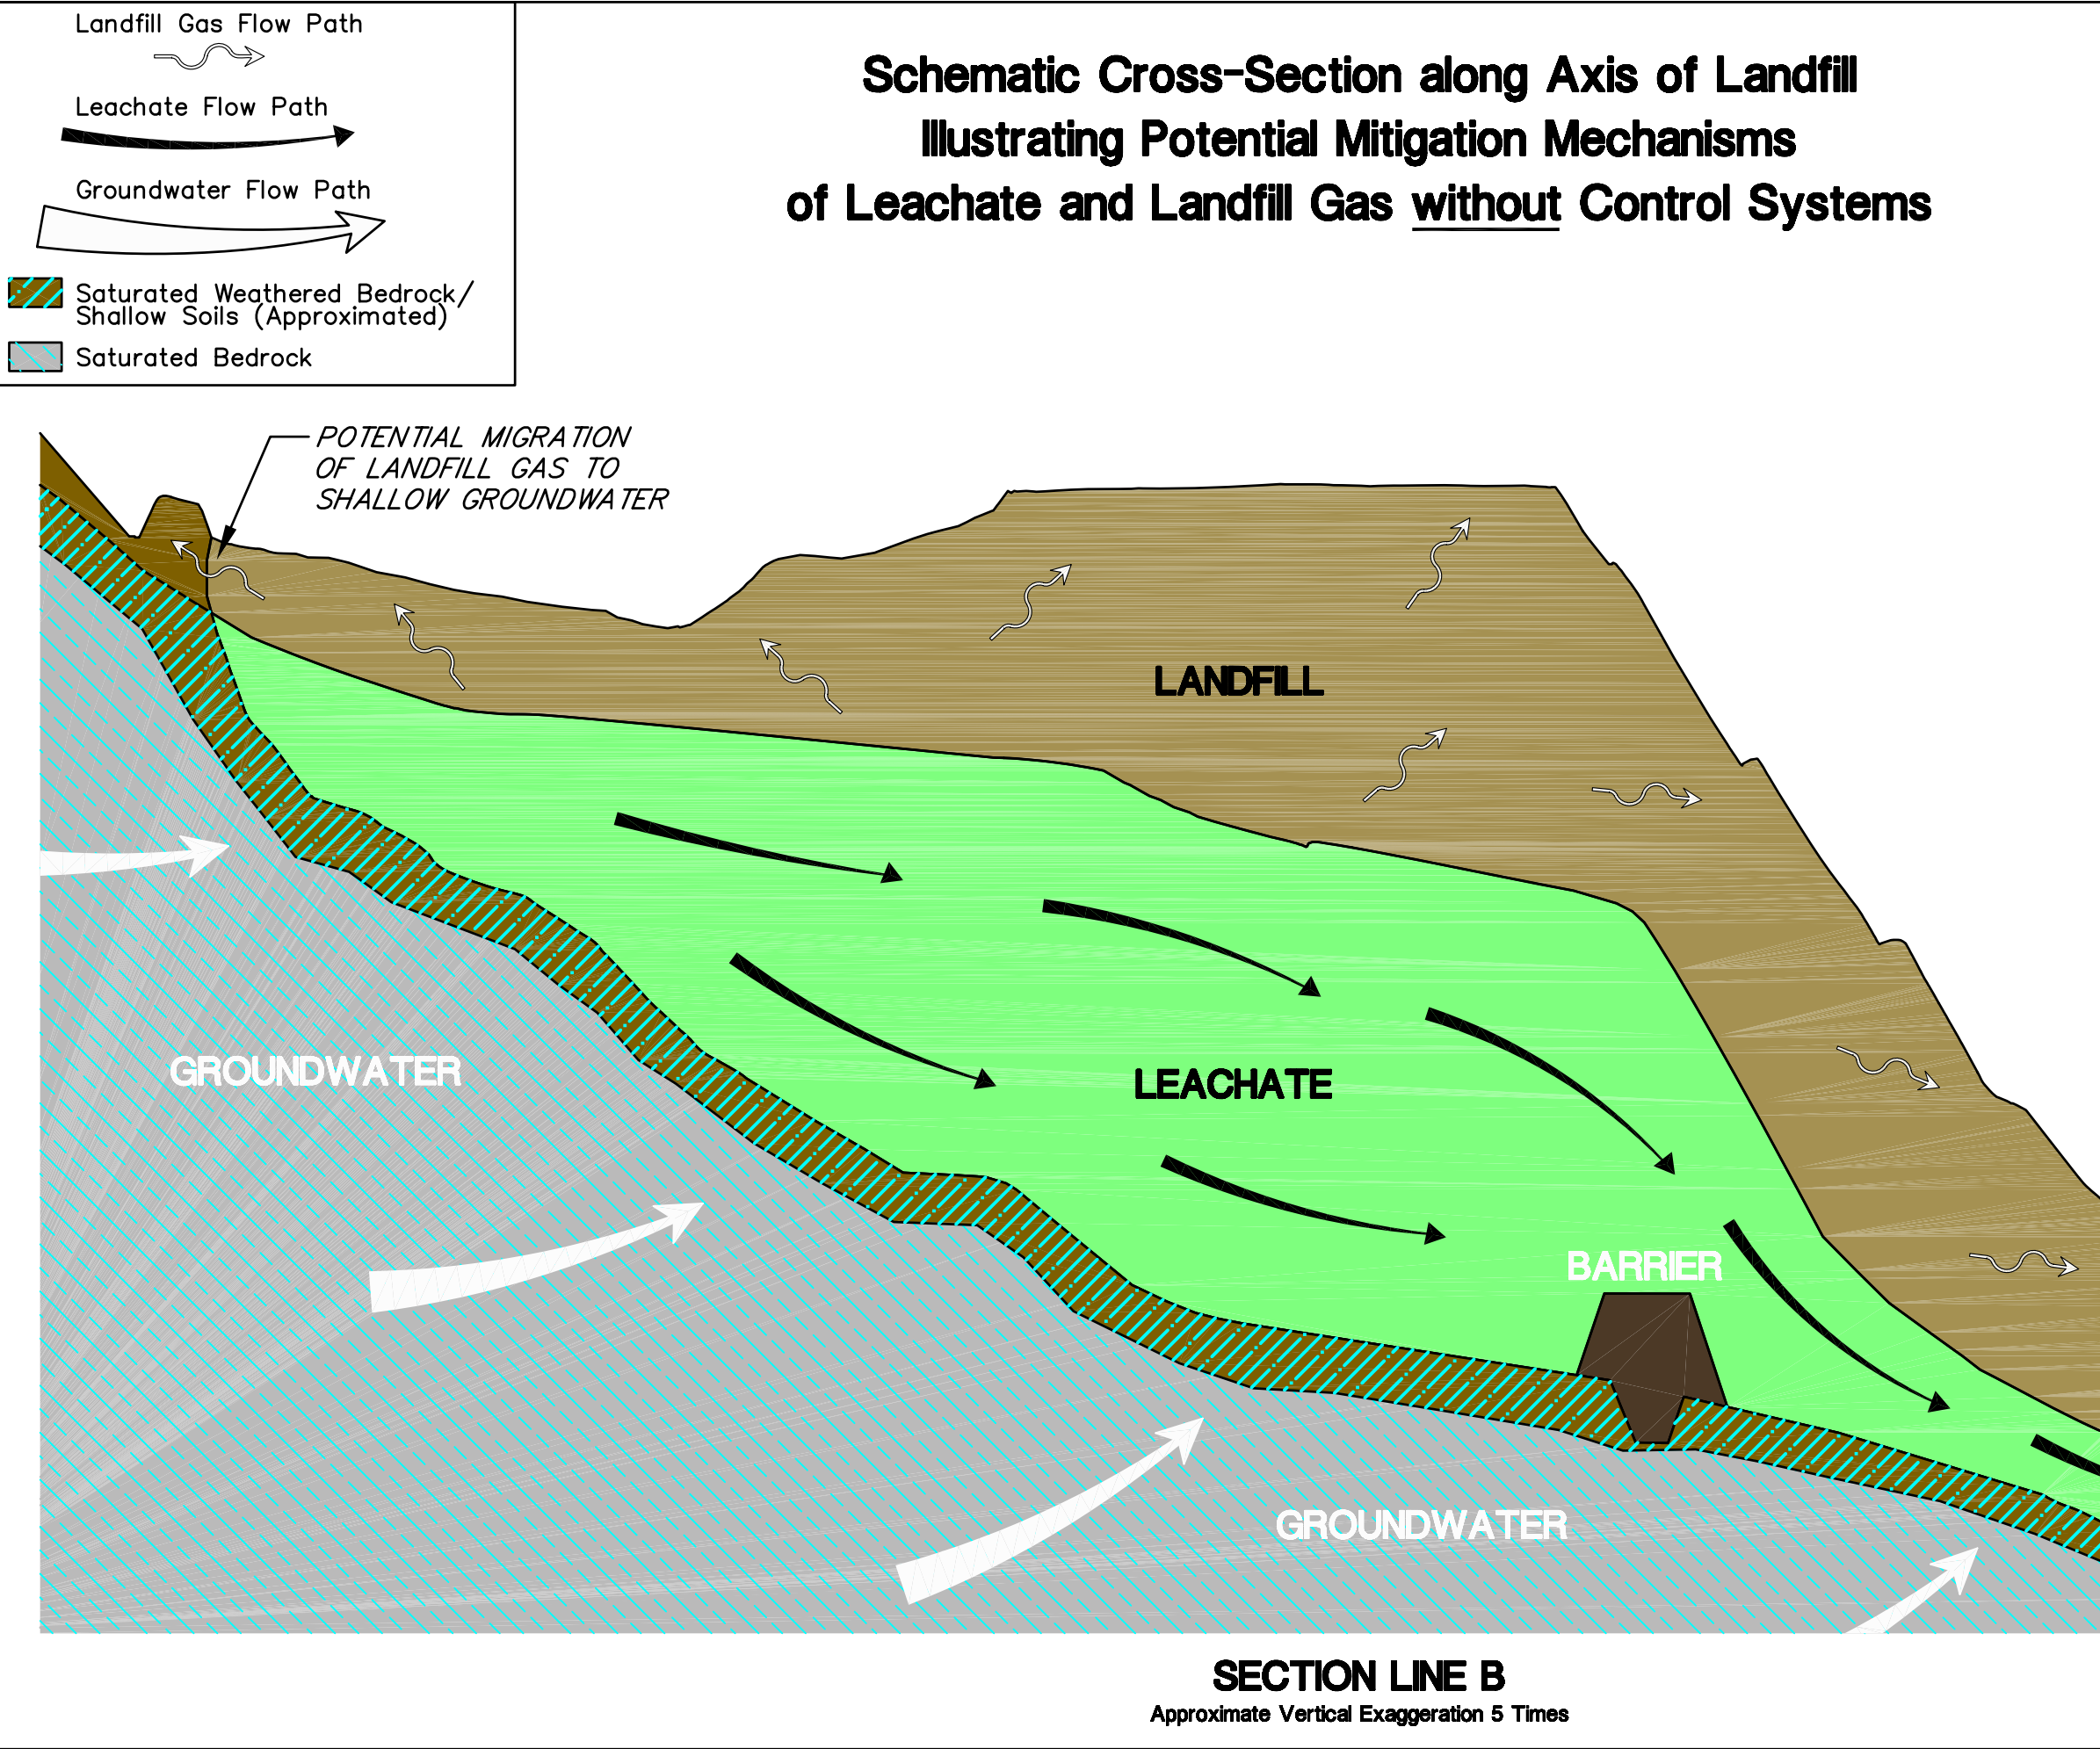 Landfill Gas Flow Path
Leachate Flow Path
Groundwater Flow Path
Saturated Weathered Bedrock/
Shallow Soils (Approximated)
Saturated Bedrock
Schematic Cross-Section along Axis of Landfill
Illustrating Potential Mitigation Mechanisms
of Leachate and Landfill Gas without Control Systems
POTENTIAL MIGRATION
OF LANDFILL GAS TO
SHALLOW GROUNDWATER
LANDFILL
GROUNDWATER
LEACHATE
BARRIER
GROUNDWATER
SECTION LINE B
Approximate Vertical Exaggeration 5 Times